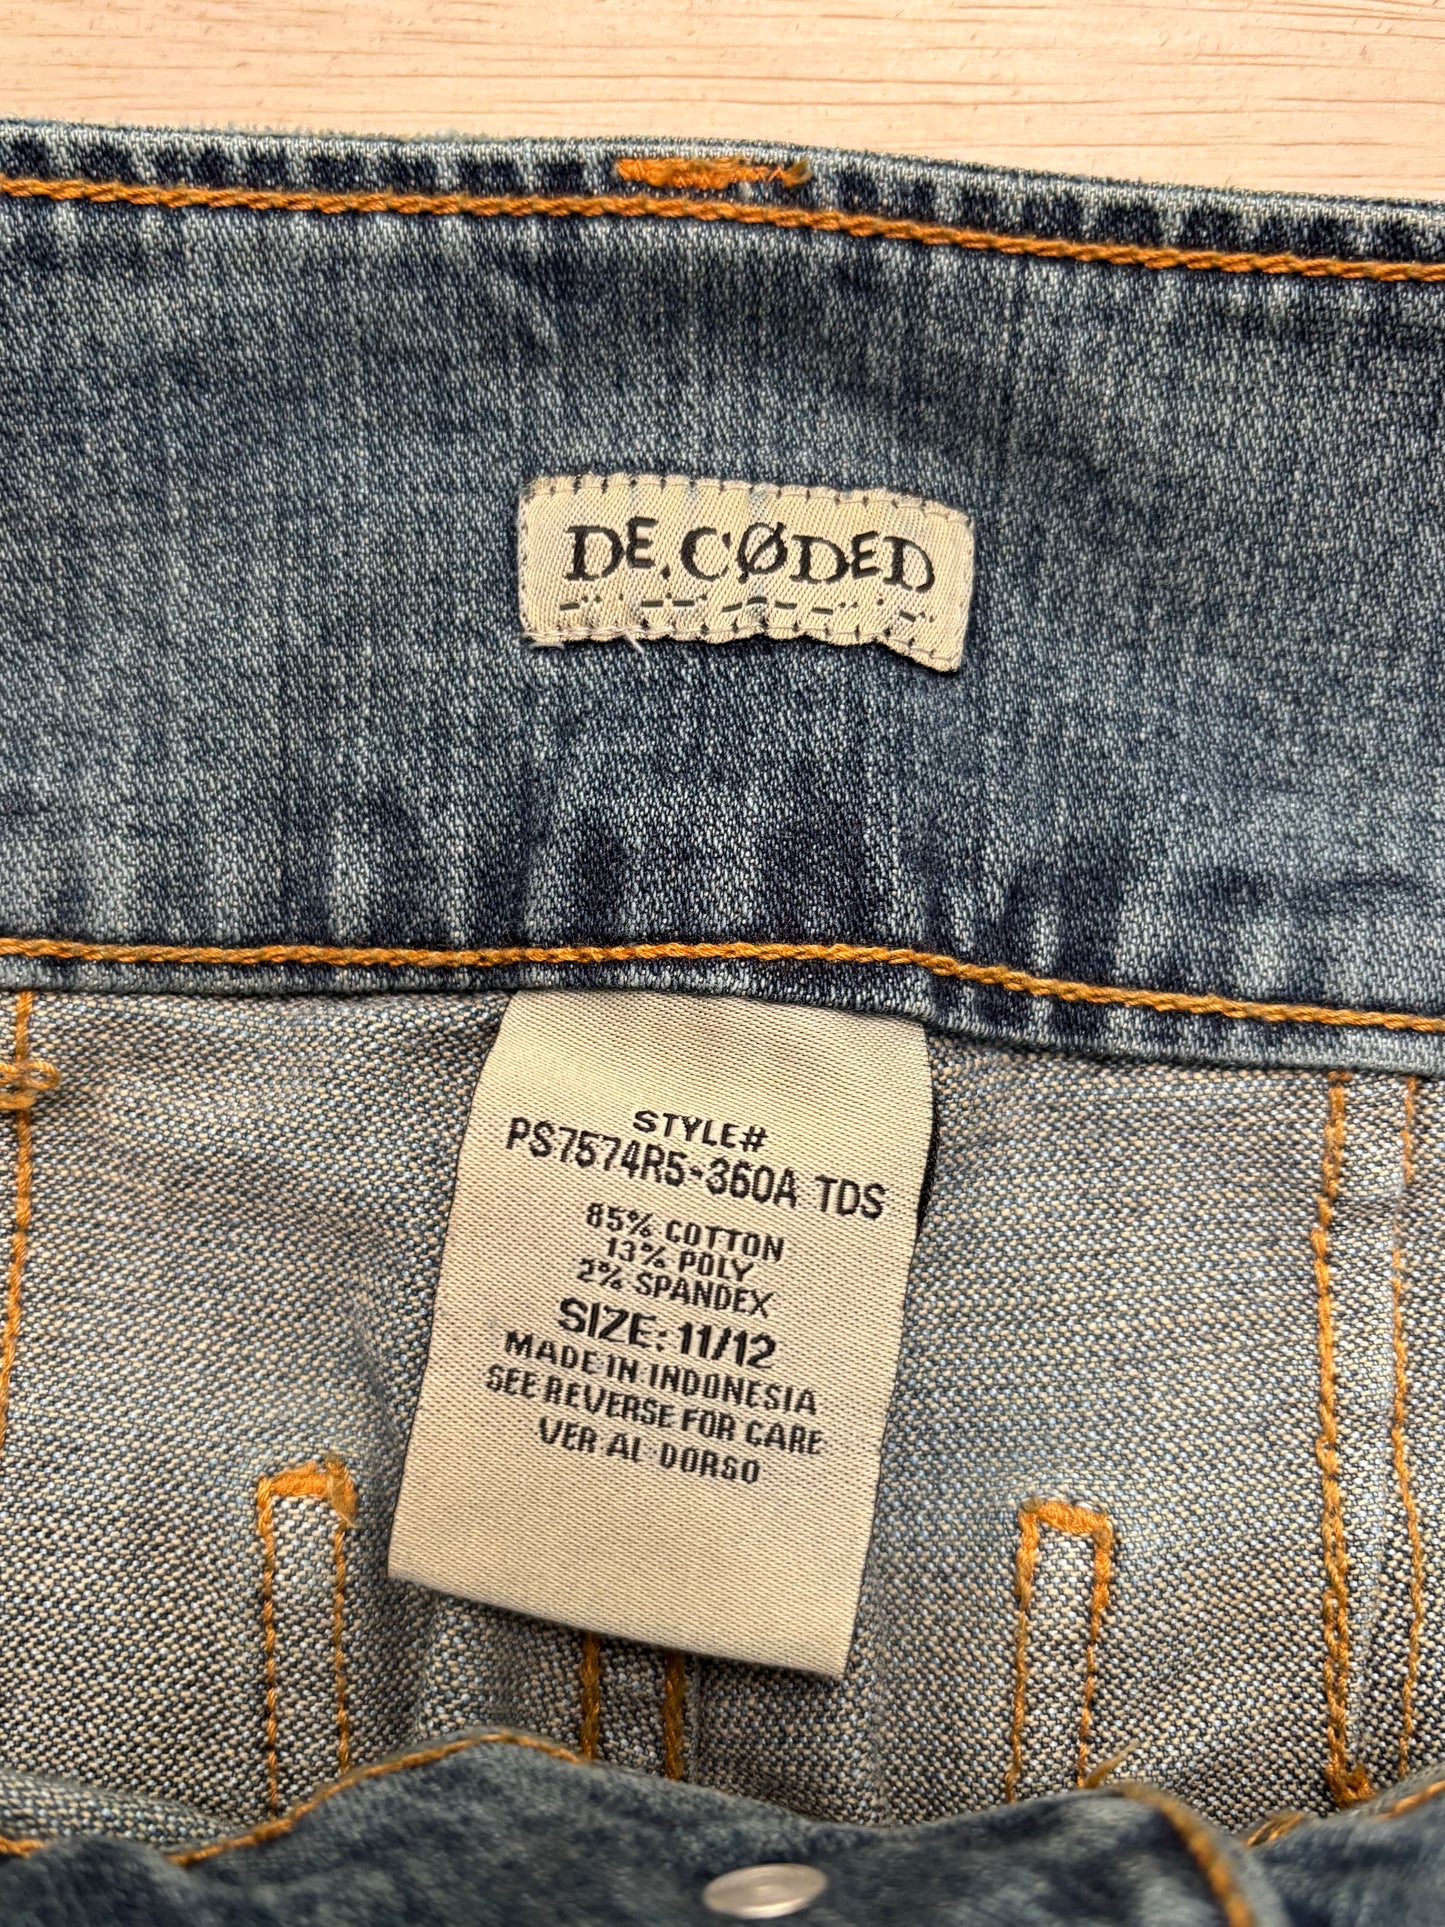 DE.CØDED
STYLE#
PS7574R5-360A TDS
85% COTTON
13% POLY
2% SPANDEX
SIZE: 11/12
MADE IN INDONESIA
SEE REVERSE FOR CARE
VER AL DORSO